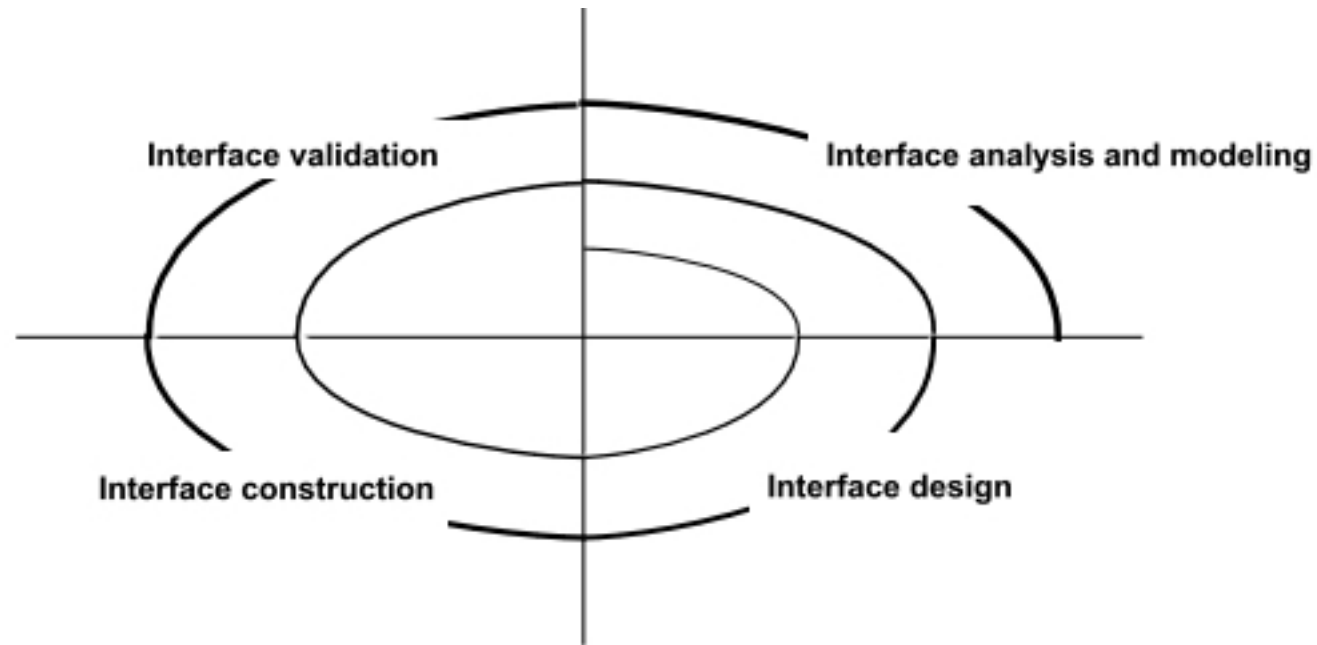 Interface validation
Interface analysis and modeling
Interface construction
Interface design